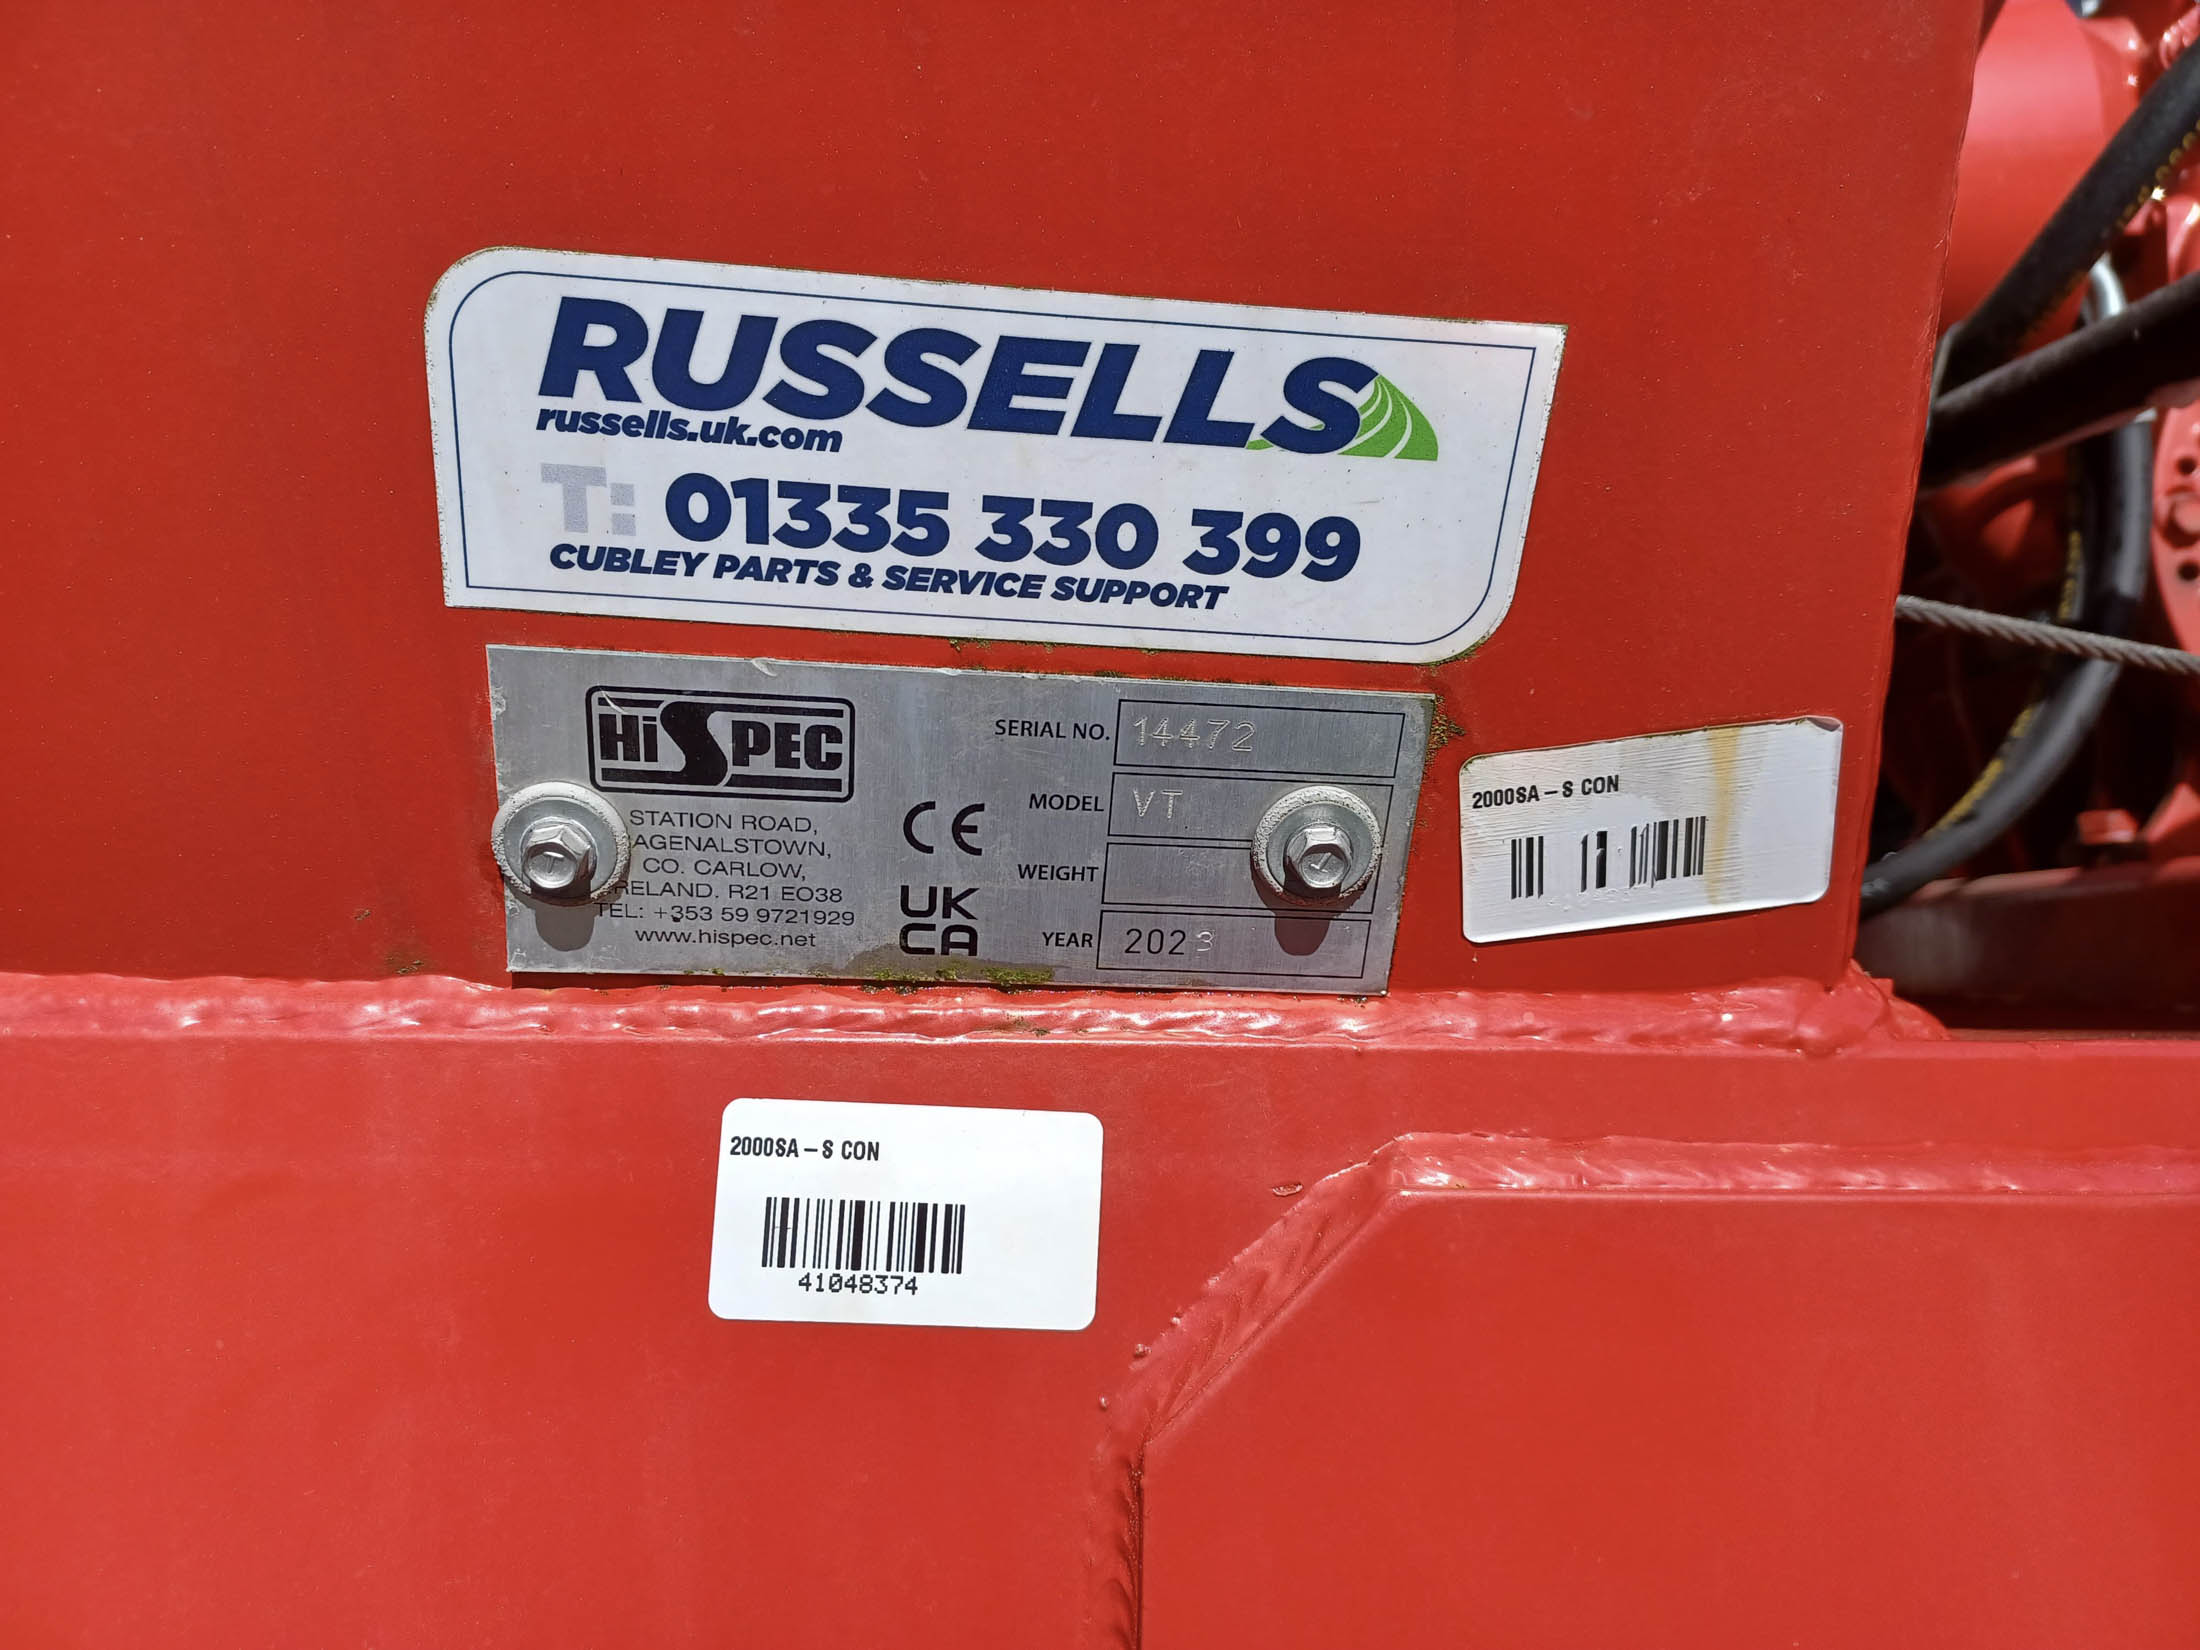 RUSSELLS
russells.uk.com
T: 01335 330 399
CUBLEY PARTS & SERVICE SUPPORT
HiSPEC
STATION ROAD,
AGENALSTOWN,
CO. CARLOW,
RELAND. R21 EO38
TEL: +353 59 9721929
www.hispec.net
CE
UK
CA
SERIAL NO. 14472
MODEL VT
WEIGHT
YEAR 2023
2000SA – S CON
2000SA – S CON
41048374